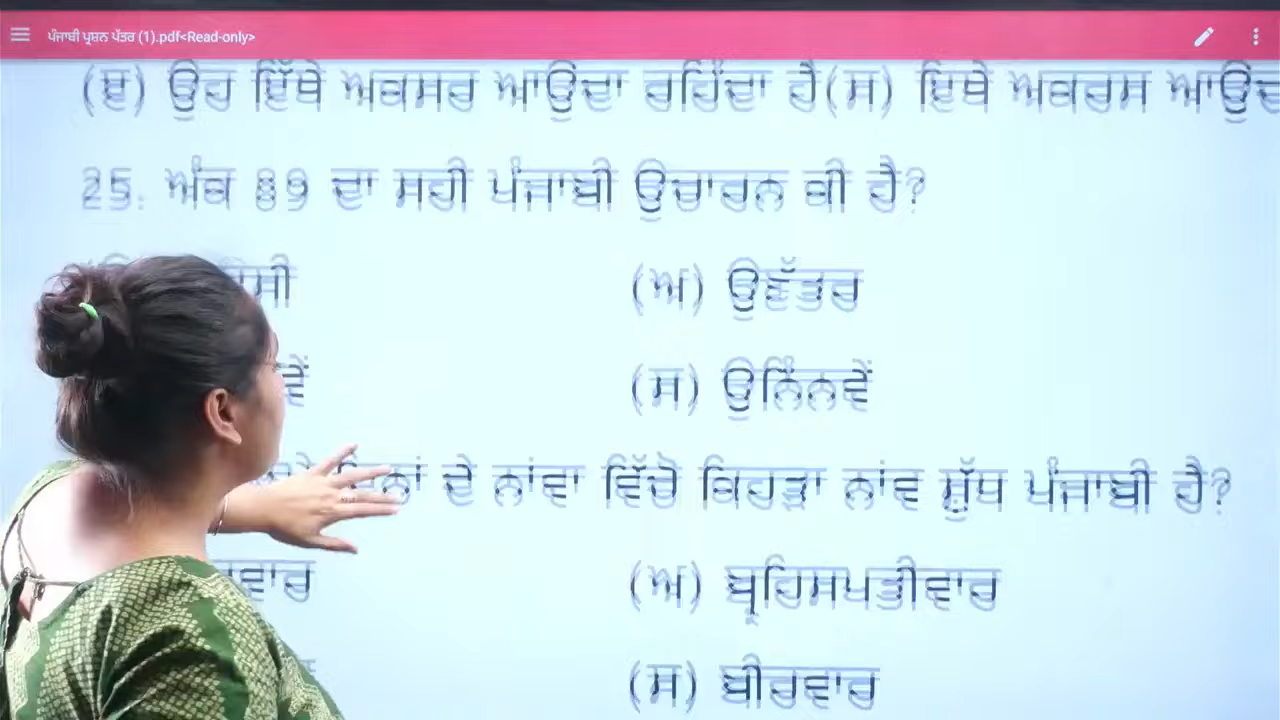 ਪੰਜਾਬੀ ਪ੍ਰਸ਼ਨ ਪੱਤਰ (1).pdf<Read-only>
(ੲ) ਉਹ ਇੱਥੇ ਅਕਸਰ ਆਉਂਦਾ ਰਹਿੰਦਾ ਹੈ(ਸ) ਇਥੇ ਅਕਰਸ
25. ਅੰਕ 89 ਦਾ ਸਹੀ ਪੰਜਾਬੀ ਉਚਾਰਨ ਕੀ ਹੈ?
(ਅ) ਉਣੱਤਰ
(ਸ) ਉਨਿੰਨਵੇਂ
ਦਿਨਾਂ ਦੇ ਨਾਂਵਾ ਵਿੱਚੋ ਕਿਹੜਾ ਨਾਂਵ ਸ਼ੁੱਧ ਪੰਜਾਬੀ ਹੈ?
(ਅ) ਬ੍ਰਹਿਸਪਤੀਵਾਰ
(ਸ) ਬੀਰਵਾਰ